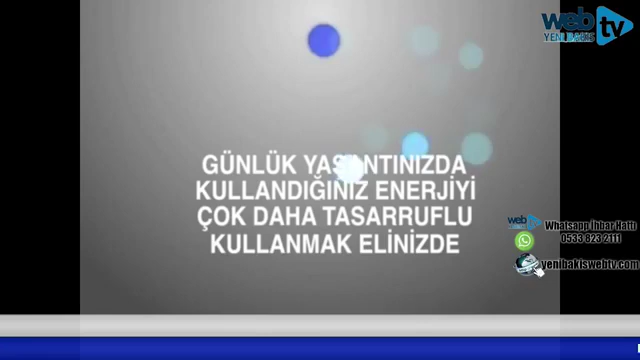 web tv
YENİ BAKIŞ
GÜNLÜK YAŞANTINIZDA
KULLANDIĞINIZ ENERJİYİ
ÇOK DAHA TASARRUFLU
KULLANMAK ELİNİZDE
web
Whatsapp İhbar Hattı
0533 823 2111
yenibakiswebtv.com